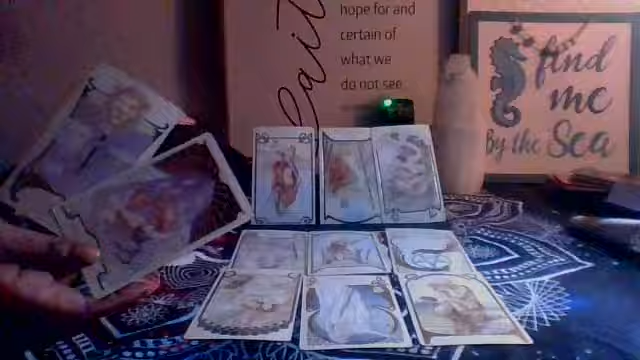 faith
hope for and
certain of
what we
do not see
find
me
By the Sea